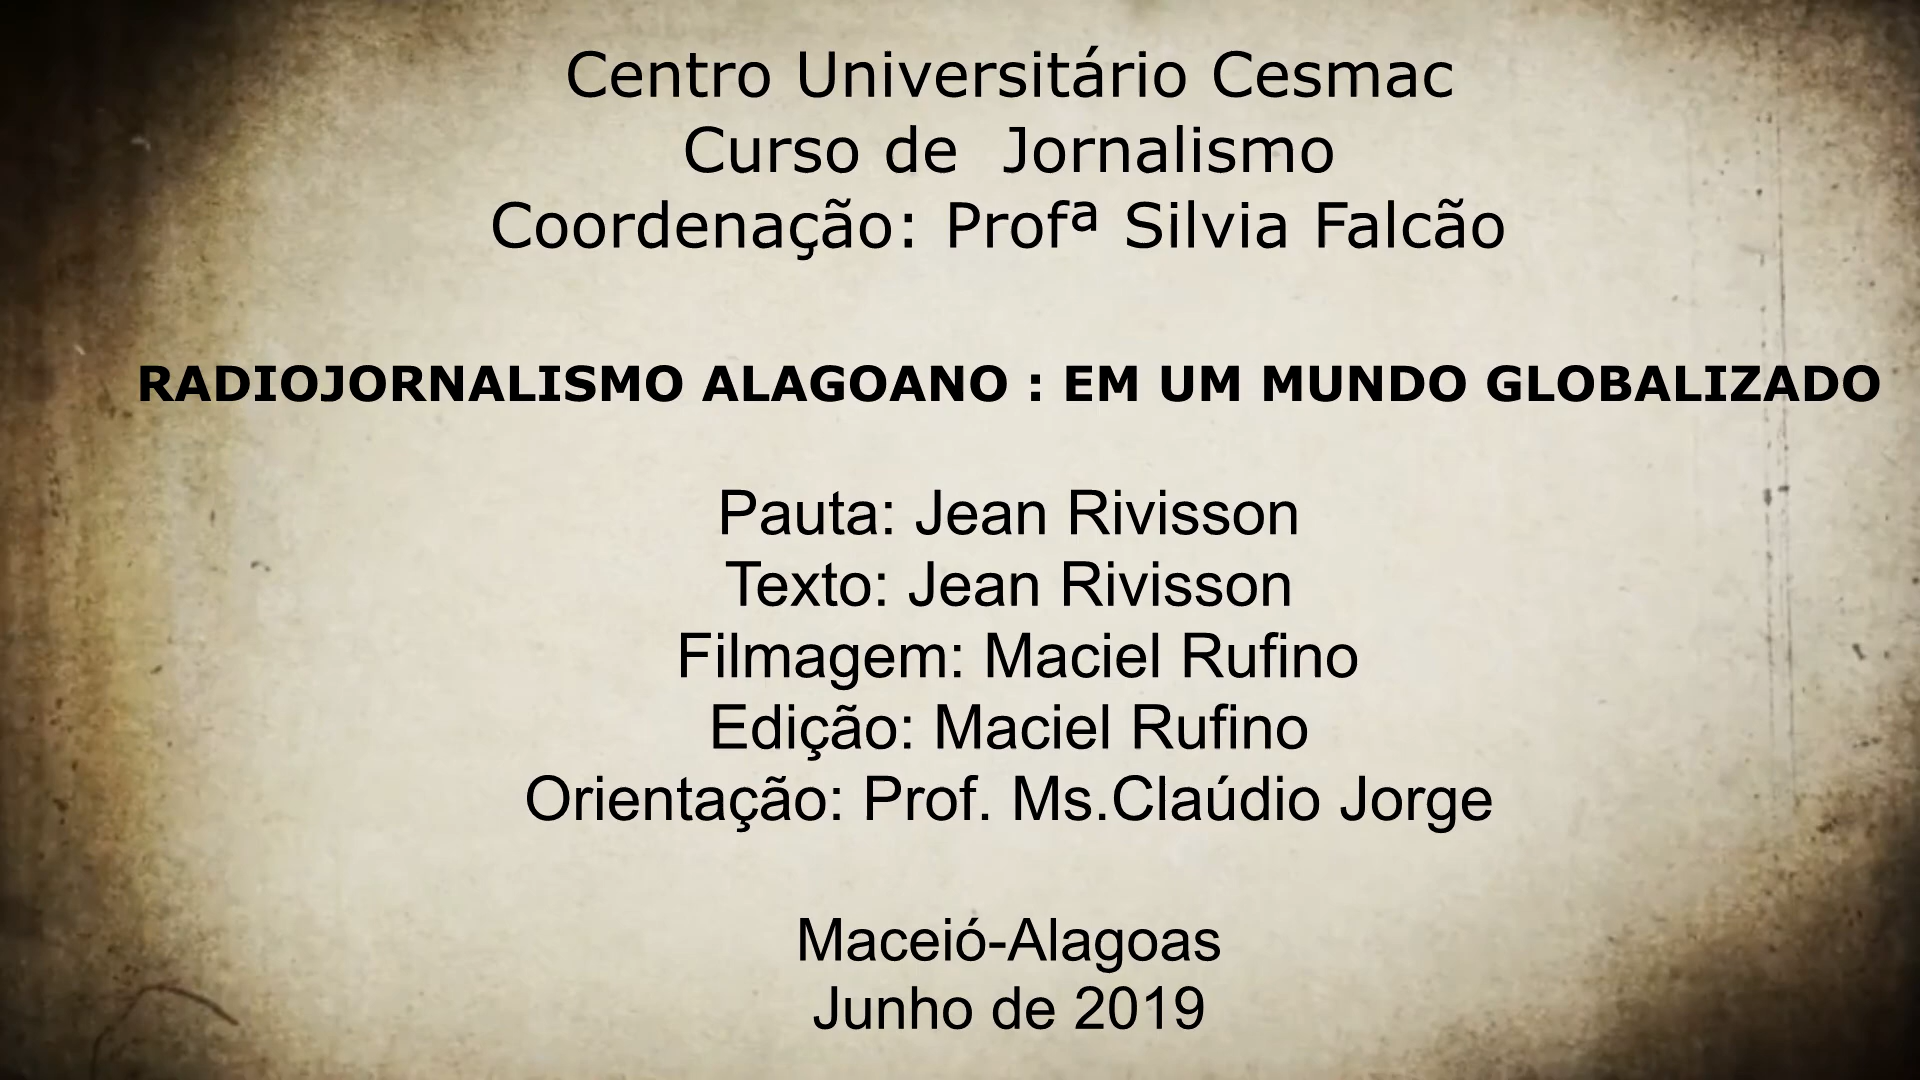 Centro Universitário Cesmac
Curso de  Jornalismo
Coordenação: Profª Silvia Falcão
RADIOJORNALISMO ALAGOANO : EM UM MUNDO GLOBALIZADO
Pauta: Jean Rivisson
Texto: Jean Rivisson
Filmagem: Maciel Rufino
Edição: Maciel Rufino
Orientação: Prof. Ms.Claúdio Jorge
Maceió-Alagoas
Junho de 2019